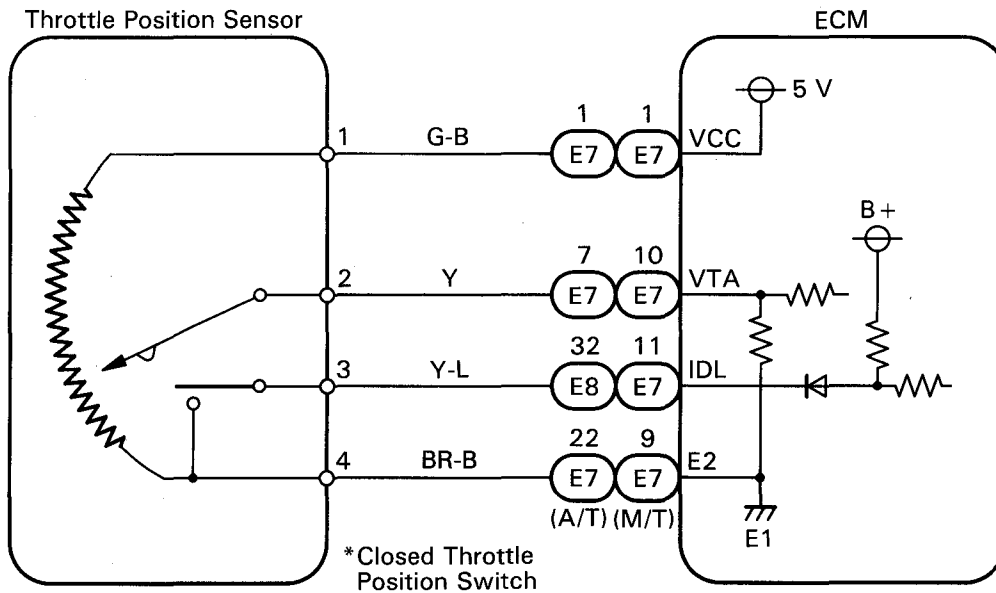 Throttle Position Sensor
ECM
5 V
1 G-B 1 1 VCC
E7 E7
B+
2 Y 7 10 VTA
E7 E7
3 Y-L 32 11 IDL
E8 E7
4 BR-B 22 9 E2
E7 E7
(A/T) (M/T)
E1
*Closed Throttle
Position Switch